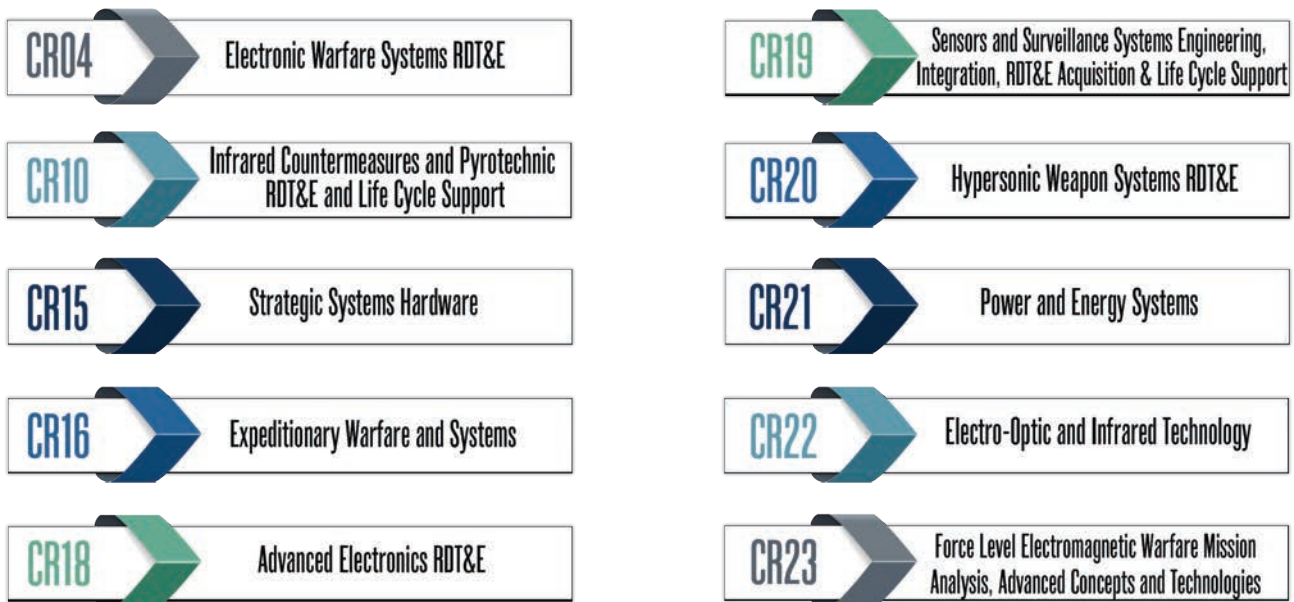 CR04
Electronic Warfare Systems RDT&E
CR10
Infrared Countermeasures and Pyrotechnic
RDT&E and Life Cycle Support
CR15
Strategic Systems Hardware
CR16
Expeditionary Warfare and Systems
CR18
Advanced Electronics RDT&E
CR19
Sensors and Surveillance Systems Engineering,
Integration, RDT&E Acquisition & Life Cycle Support
CR20
Hypersonic Weapon Systems RDT&E
CR21
Power and Energy Systems
CR22
Electro-Optic and Infrared Technology
CR23
Force Level Electromagnetic Warfare Mission
Analysis, Advanced Concepts and Technologies